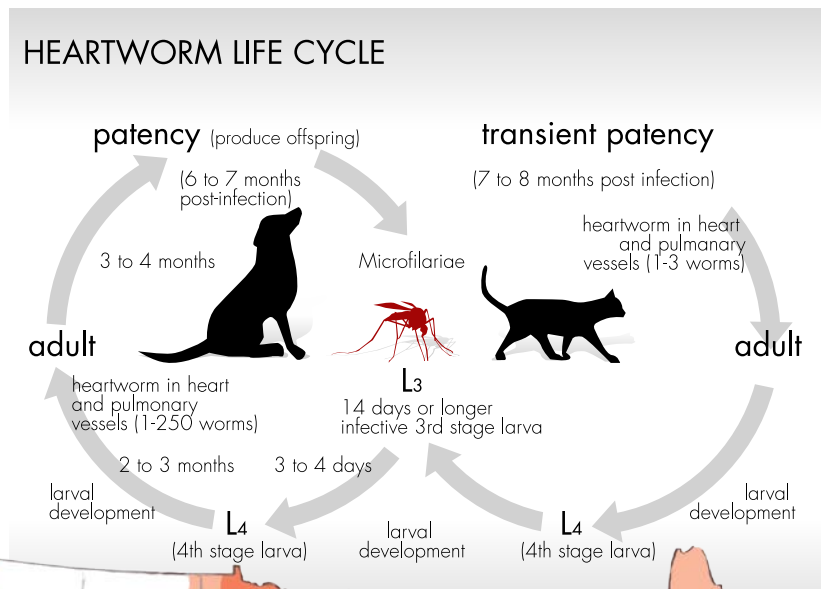 HEARTWORM LIFE CYCLE
patency (produce offspring)
(6 to 7 months
post-infection)
3 to 4 months
adult
heartworm in heart
and pulmonary
vessels (1-250 worms)
2 to 3 months
3 to 4 days
larval
development
L4
(4th stage larva)
Microfilariae
L3
14 days or longer
infective 3rd stage larva
larval
development
transient patency
(7 to 8 months post infection)
heartworm in heart
and pulmanary
vessels (1-3 worms)
adult
larval
development
L4
(4th stage larva)